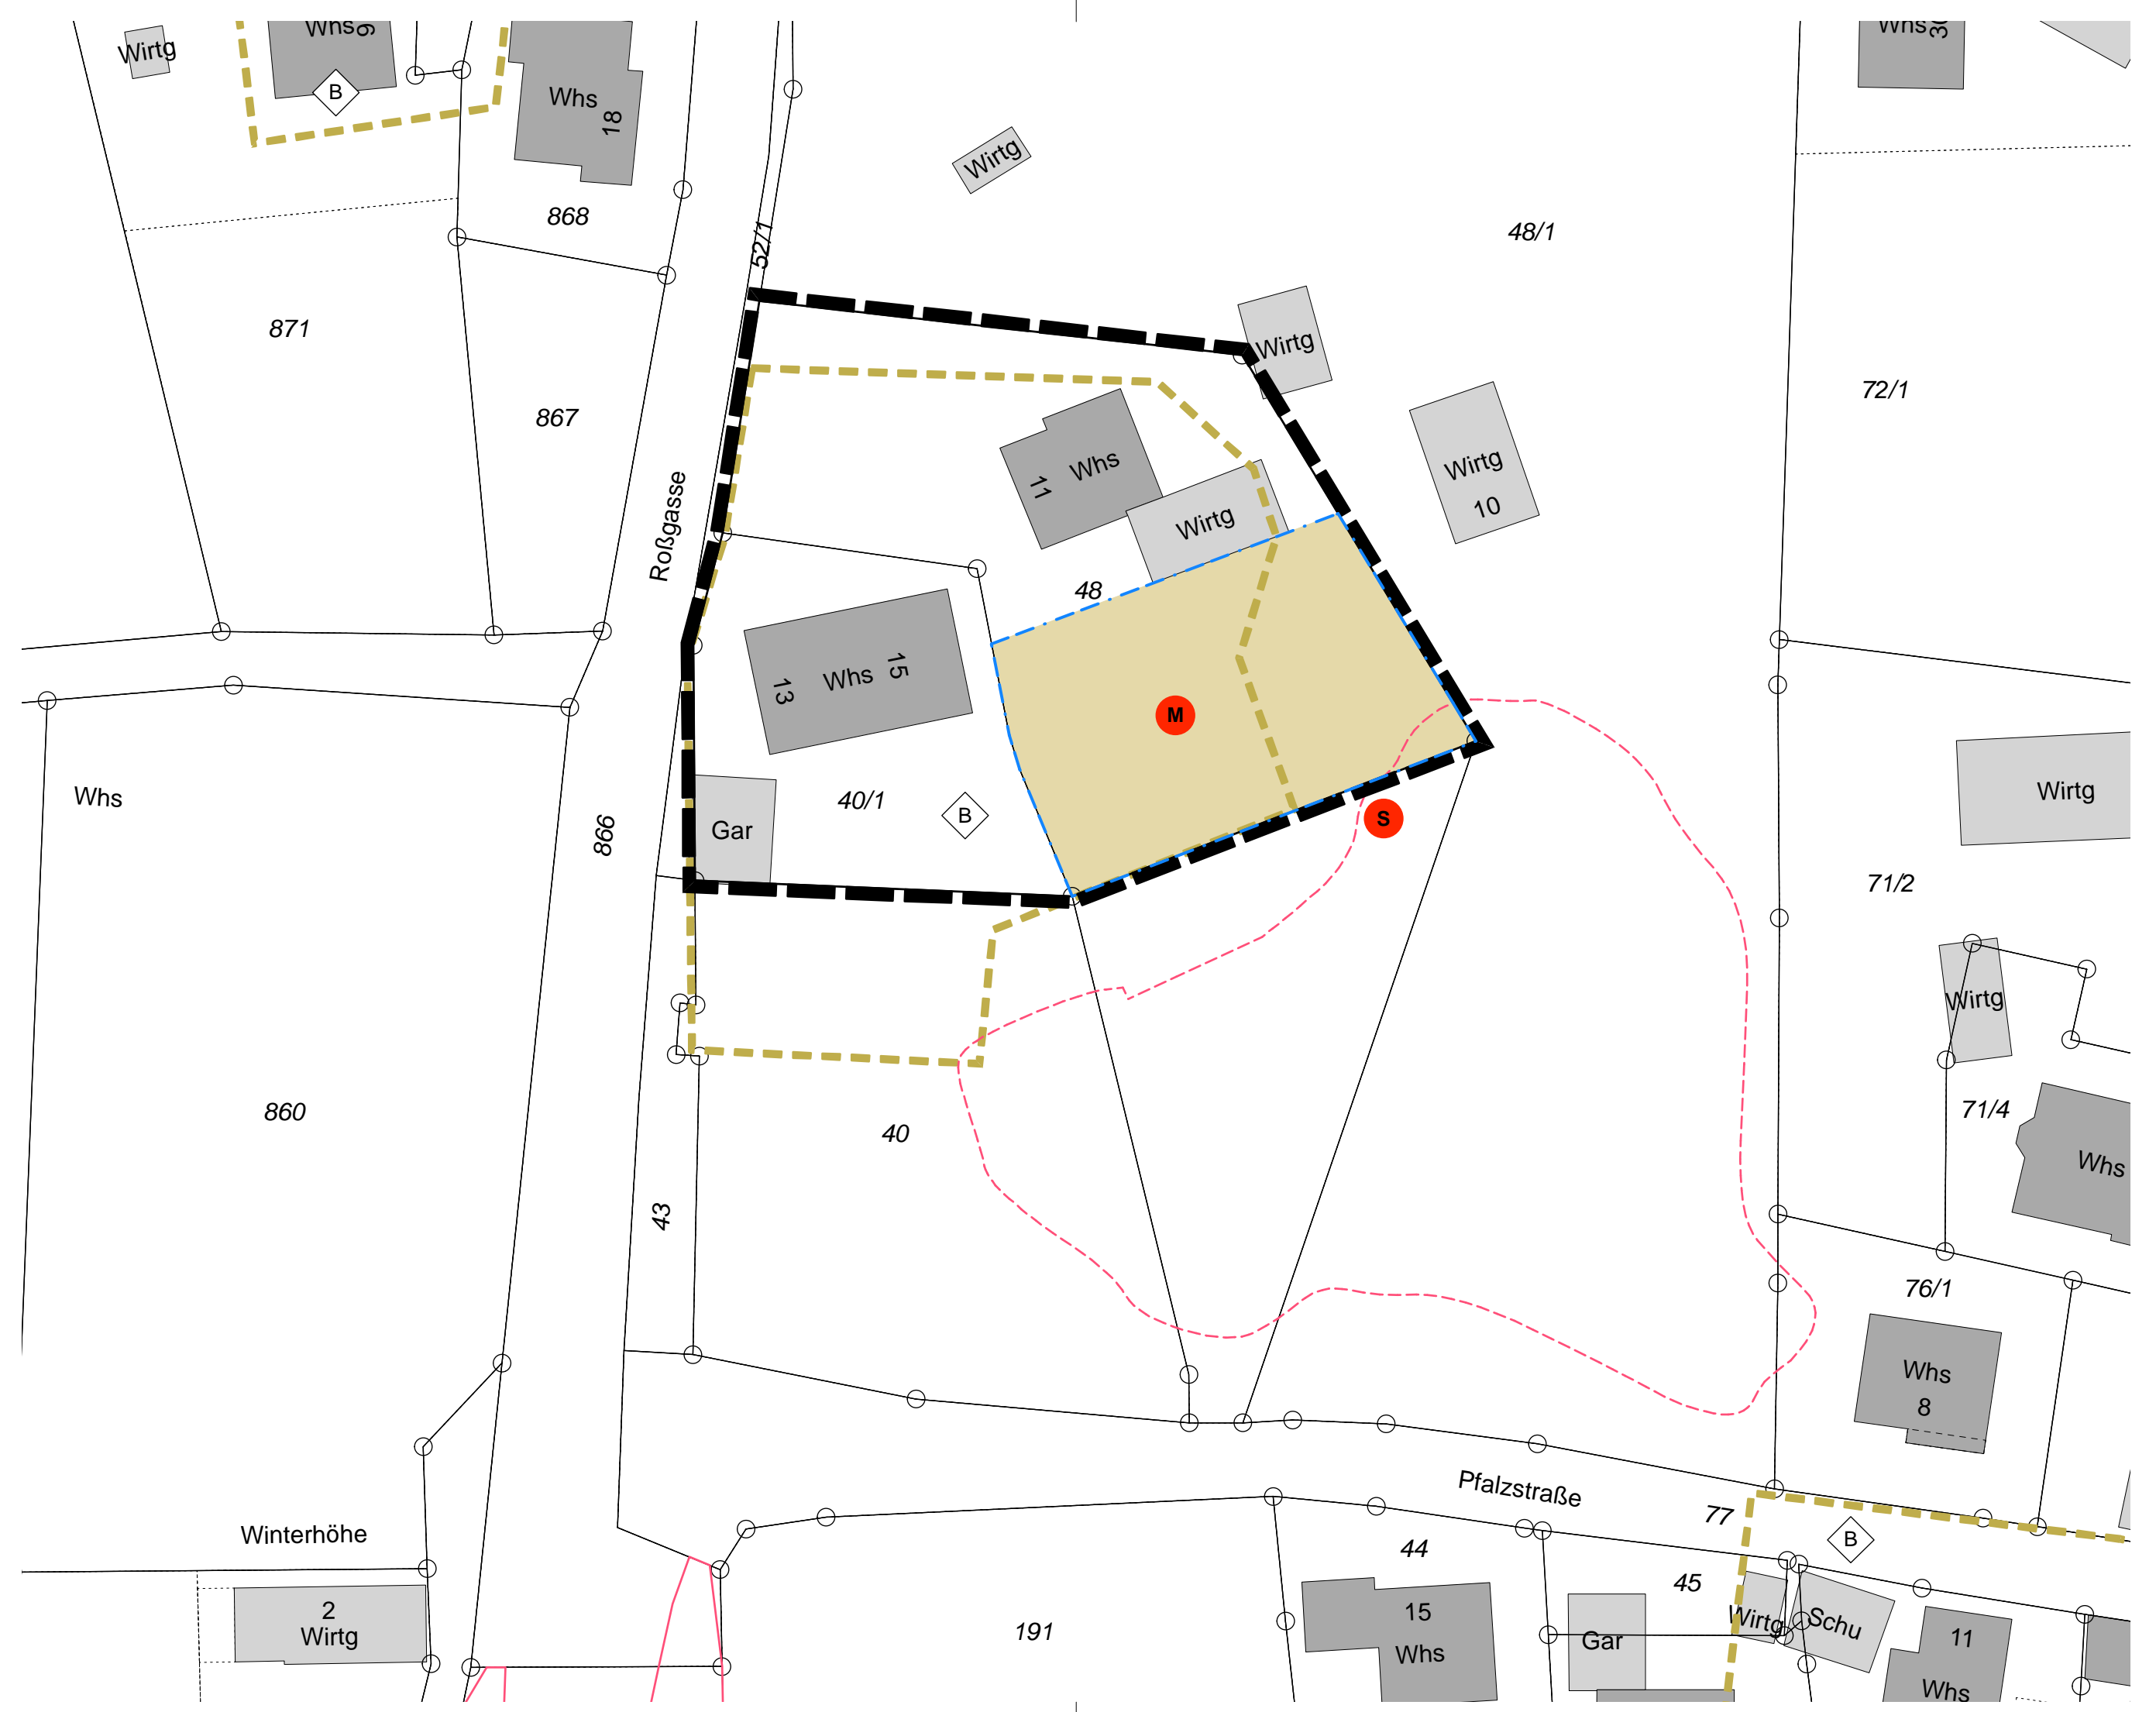 Whs
9
Whs
30
Wirtg
B
Whs
18
Wirtg
868
52/1
48/1
871
Wirtg
72/1
867
Whs
11
Wirtg
10
Roßgasse
Wirtg
48
Whs
13
15
M
Whs
40/1
B
Gar
S
Wirtg
866
71/2
Wirtg
860
40
71/4
Whs
43
76/1
Whs
8
Pfalzstraße
77
Winterhöhe
B
44
45
2
Wirtg
191
15
Whs
Gar
Wirtg
Schu
11
Whs